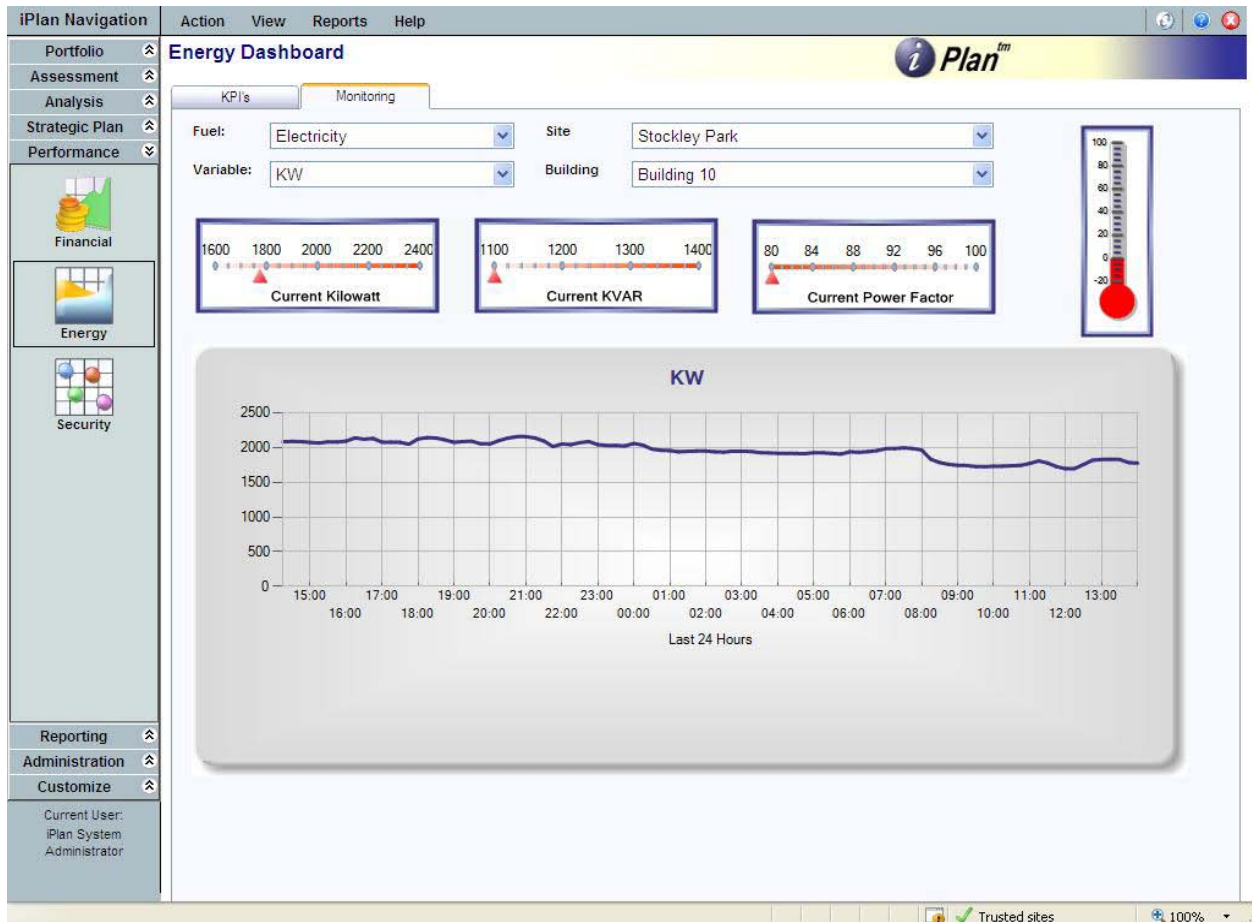 iPlan Navigation
Action View Reports Help
Portfolio
Assessment
Analysis
Strategic Plan
Performance
Financial
Energy
Security
Reporting
Administration
Customize
Current User:
iPlan System
Administrator
Energy Dashboard
i Plan tm
KPI's Monitoring
Fuel: Electricity Site Stockley Park
Variable: KW Building Building 10
1600 1800 2000 2200 2400
Current Kilowatt
1100 1200 1300 1400
Current KVAR
80 84 88 92 96 100
Current Power Factor
100
80
60
40
20
0
-20
KW
2500
2000
1500
1000
500
0
15:00 17:00 19:00 21:00 23:00 01:00 03:00 05:00 07:00 09:00 11:00 13:00
16:00 18:00 20:00 22:00 00:00 02:00 04:00 06:00 08:00 10:00 12:00
Last 24 Hours
Trusted sites 100%